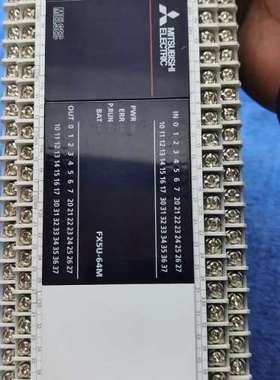 MITSUBISHI
ELECTRIC
MELSEC
PWR
ERR
P.RUN
BAT
IN 0 1 2 3 4 5 6 7 20 21 22 23 24 25 26 27
10 11 12 13 14 15 16 17 30 31 32 33 34 35 36 37
OUT 0 1 2 3 4 5 6 7 20 21 22 23 24 25 26 27
10 11 12 13 14 15 16 17 30 31 32 33 34 35 36 37
FX5U-64M